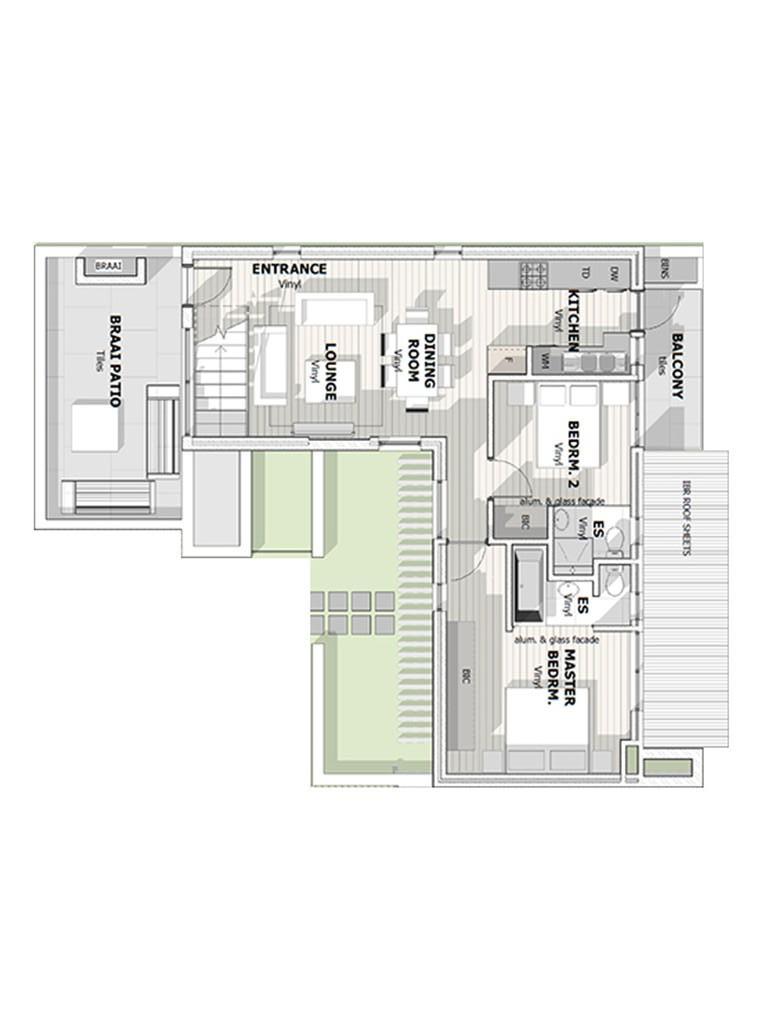 BRAAI
BRAAI PATIO
Tiles
ENTRANCE
Vinyl
LOUNGE
Vinyl
DINING
ROOM
Vinyl
F
KITCHEN
Vinyl
TD
DW
WM
BINS
BALCONY
tiles
BEDRM. 2
Vinyl
alum. & glass facade
BIC
ES
Vinyl
ES
Vinyl
alum. & glass facade
MASTER
BEDRM.
Vinyl
BIC
IBR ROOF SHEETS